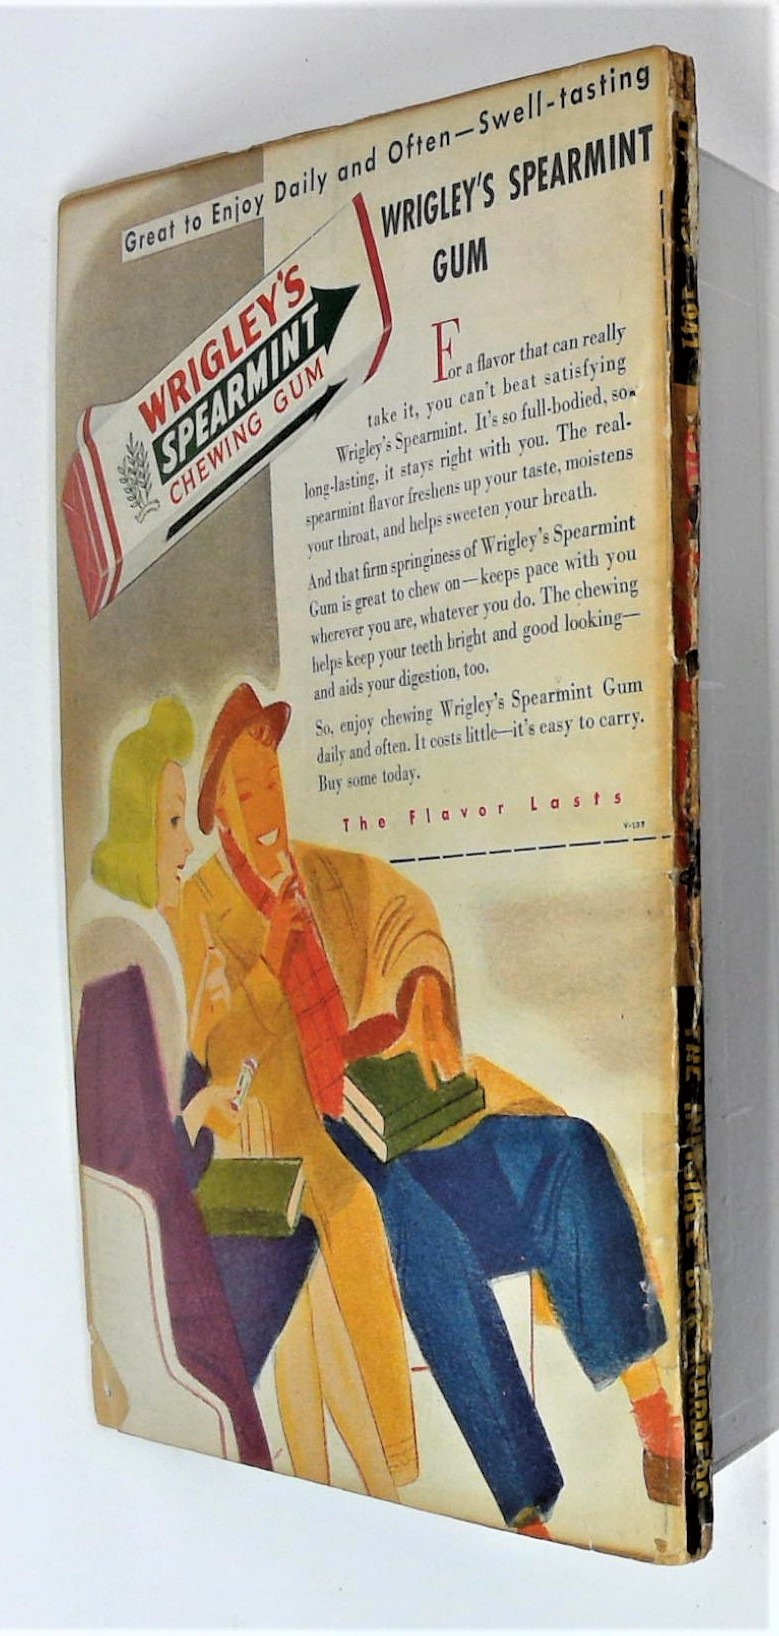 Great to Enjoy Daily and Often—Swell-tasting
WRIGLEY'S SPEARMINT
GUM
WRIGLEY'S
SPEARMINT
CHEWING GUM
For a flavor that can really
take it, you can't beat satisfying
Wrigley's Spearmint. It's so full-bodied, so
long-lasting, it stays right with you. The real-
spearmint flavor freshens up your taste, moistens
your throat, and helps sweeten your breath.
And that firm springiness of Wrigley's Spearmint
Gum is great to chew on—keeps pace with you
wherever you are, whatever you do. The chewing
helps keep your teeth bright and good looking—
and aids your digestion, too.
So, enjoy chewing Wrigley's Spearmint Gum
daily and often. It costs little—it's easy to carry.
Buy some today.
The Flavor Lasts
1941
THE INVISIBLE BOX MURDERS